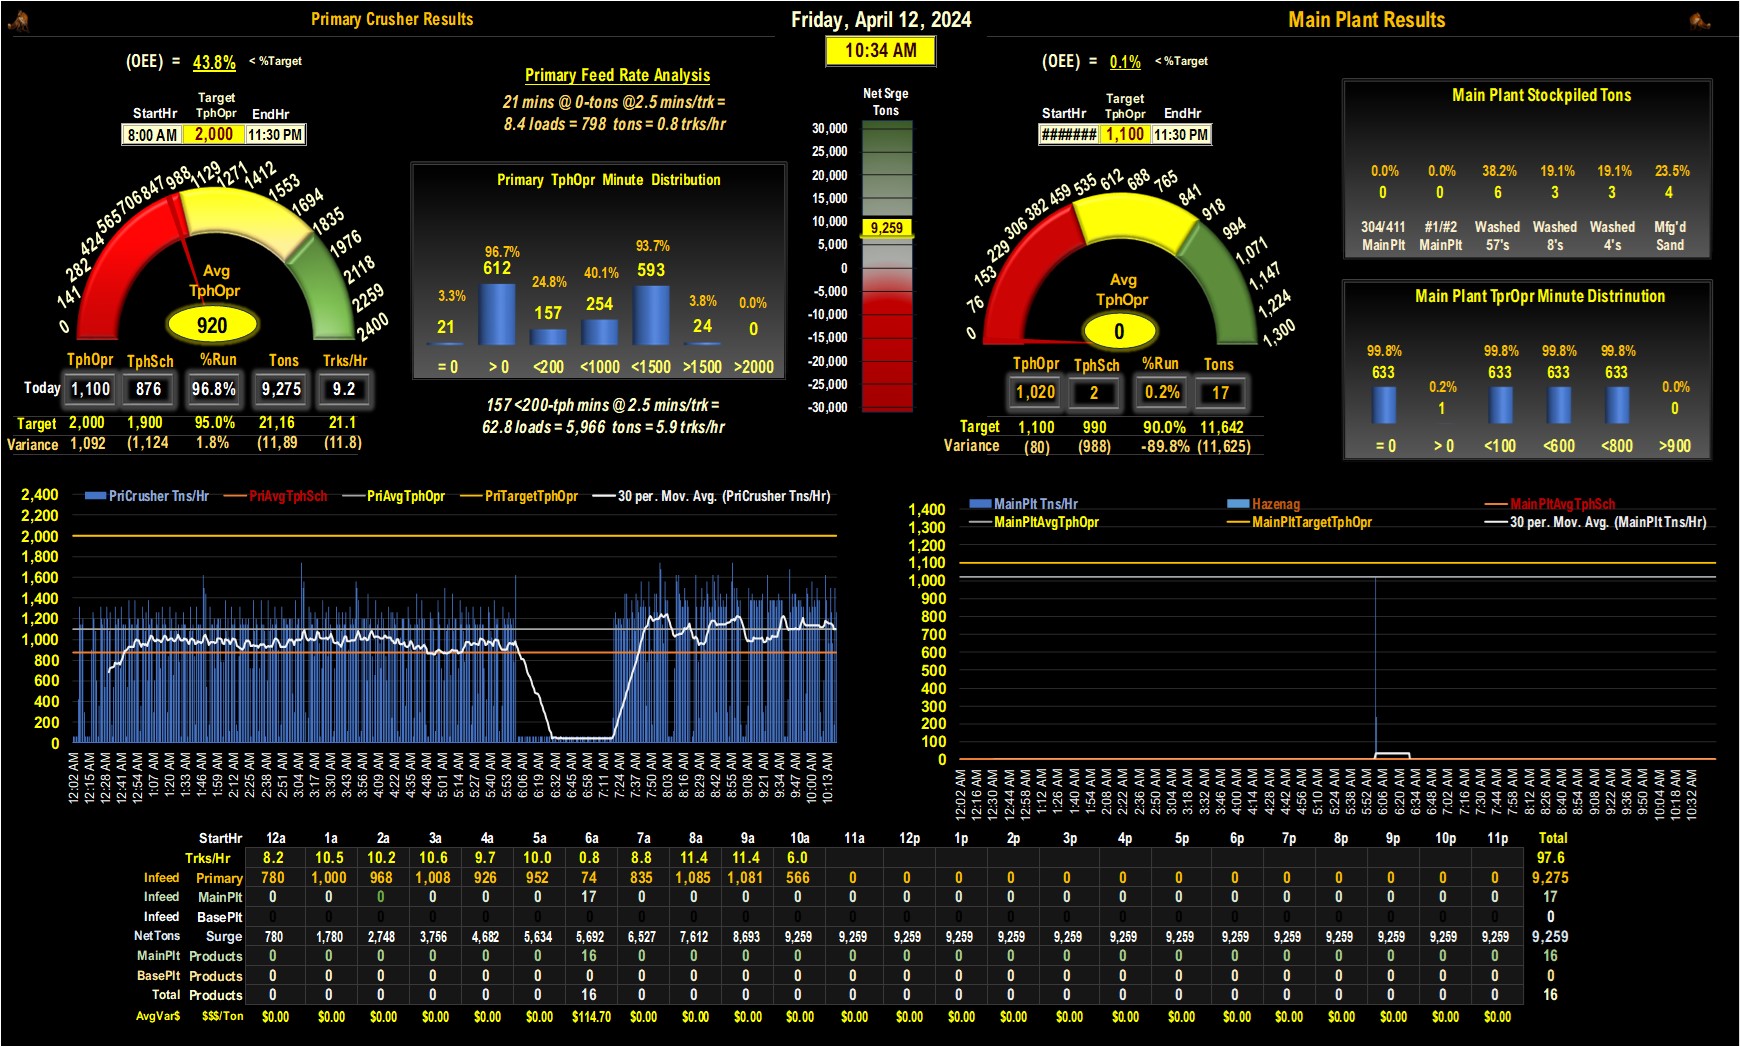 Primary Crusher Results
Friday, April 12, 2024
Main Plant Results
10:34 AM
(OEE) = 43.8% < %Target
StartHr Target TphOpr EndHr
8:00 AM 2,000 11:30 PM
0 141 282 424 565 706 847 988 1129 1271 1412 1553 1694 1835 1976 2118 2259 2400
Avg
TphOpr
920
TphOpr TphSch %Run Tons Trks/Hr
Today 1,100 876 96.8% 9,275 9.2
Target 2,000 1,900 95.0% 21,16 21.1
Variance 1,092 (1,124 1.8% (11,89 (11.8)
Primary Feed Rate Analysis
21 mins @ 0-tons @2.5 mins/trk =
8.4 loads = 798 tons = 0.8 trks/hr
Primary TphOpr Minute Distribution
3.3% 96.7% 24.8% 40.1% 93.7% 3.8% 0.0%
21 612 157 254 593 24 0
= 0 > 0 <200 <1000 <1500 >1500 >2000
157 <200-tph mins @ 2.5 mins/trk =
62.8 loads = 5,966 tons = 5.9 trks/hr
Net Srge
Tons
30,000
25,000
20,000
15,000
10,000
9,259
5,000
0
-5,000
-10,000
-15,000
-20,000
-25,000
-30,000
(OEE) = 0.1% < %Target
StartHr Target TphOpr EndHr
####### 1,100 11:30 PM
0 76 153 229 306 382 459 535 612 688 765 841 918 994 1,071 1,147 1,224 1,300
Avg
TphOpr
0
TphOpr TphSch %Run Tons
1,020 2 0.2% 17
Target 1,100 990 90.0% 11,642
Variance (80) (988) -89.8% (11,625)
Main Plant Stockpiled Tons
0.0% 0.0% 38.2% 19.1% 19.1% 23.5%
0 0 6 3 3 4
304/411 #1/#2 Washed Washed Washed Mfg'd
MainPlt MainPlt 57's 8's 4's Sand
Main Plant TprOpr Minute Distrinution
99.8% 0.2% 99.8% 99.8% 99.8% 0.0%
633 1 633 633 633 0
= 0 > 0 <100 <600 <800 >900
PriCrusher Tns/Hr PriAvgTphSch PriAvgTphOpr PriTargetTphOpr 30 per. Mov. Avg. (PriCrusher Tns/Hr)
2,400
2,200
2,000
1,800
1,600
1,400
1,200
1,000
800
600
400
200
0
12:02 AM 12:15 AM 12:28 AM 12:41 AM 12:54 AM 1:07 AM 1:20 AM 1:33 AM 1:46 AM 1:59 AM 2:12 AM 2:25 AM 2:38 AM 2:51 AM 3:04 AM 3:17 AM 3:30 AM 3:43 AM 3:56 AM 4:09 AM 4:22 AM 4:35 AM 4:48 AM 5:01 AM 5:14 AM 5:27 AM 5:40 AM 5:53 AM 6:06 AM 6:19 AM 6:32 AM 6:45 AM 6:58 AM 7:11 AM 7:24 AM 7:37 AM 7:50 AM 8:03 AM 8:16 AM 8:29 AM 8:42 AM 8:55 AM 9:08 AM 9:21 AM 9:34 AM 9:47 AM 10:00 AM 10:13 AM
MainPlt Tns/Hr Hazenag MainPltAvgTphSch
MainPltAvgTphOpr MainPltTargetTphOpr 30 per. Mov. Avg. (MainPlt Tns/Hr)
1,400
1,300
1,200
1,100
1,000
900
800
700
600
500
400
300
200
100
0
12:02 AM 12:16 AM 12:30 AM 12:44 AM 12:58 AM 1:12 AM 1:26 AM 1:40 AM 1:54 AM 2:08 AM 2:22 AM 2:36 AM 2:50 AM 3:04 AM 3:18 AM 3:32 AM 3:46 AM 4:00 AM 4:14 AM 4:28 AM 4:42 AM 4:56 AM 5:10 AM 5:24 AM 5:38 AM 5:52 AM 6:06 AM 6:20 AM 6:34 AM 6:48 AM 7:02 AM 7:16 AM 7:30 AM 7:44 AM 7:58 AM 8:12 AM 8:26 AM 8:40 AM 8:54 AM 9:08 AM 9:22 AM 9:36 AM 9:50 AM 10:04 AM 10:18 AM 10:32 AM
StartHr 12a 1a 2a 3a 4a 5a 6a 7a 8a 9a 10a 11a 12p 1p 2p 3p 4p 5p 6p 7p 8p 9p 10p 11p Total
Trks/Hr 8.2 10.5 10.2 10.6 9.7 10.0 0.8 8.8 11.4 11.4 6.0 97.6
Infeed Primary 780 1,000 968 1,008 926 952 74 835 1,085 1,081 566 0 0 0 0 0 0 0 0 0 0 0 0 0 9,275
Infeed MainPlt 0 0 0 0 0 0 17 0 0 0 0 0 0 0 0 0 0 0 0 0 0 0 0 0 17
Infeed BasePlt 0 0 0 0 0 0 0 0 0 0 0 0 0 0 0 0 0 0 0 0 0 0 0 0 0
NetTons Surge 780 1,780 2,748 3,756 4,682 5,634 5,692 6,527 7,612 8,693 9,259 9,259 9,259 9,259 9,259 9,259 9,259 9,259 9,259 9,259 9,259 9,259 9,259 9,259 9,259
MainPlt Products 0 0 0 0 0 0 16 0 0 0 0 0 0 0 0 0 0 0 0 0 0 0 0 0 16
BasePlt Products 0 0 0 0 0 0 0 0 0 0 0 0 0 0 0 0 0 0 0 0 0 0 0 0 0
Total Products 0 0 0 0 0 0 16 0 0 0 0 0 0 0 0 0 0 0 0 0 0 0 0 0 16
AvgVar$ $$$/Ton $0.00 $0.00 $0.00 $0.00 $0.00 $0.00 $114.70 $0.00 $0.00 $0.00 $0.00 $0.00 $0.00 $0.00 $0.00 $0.00 $0.00 $0.00 $0.00 $0.00 $0.00 $0.00 $0.00 $0.00